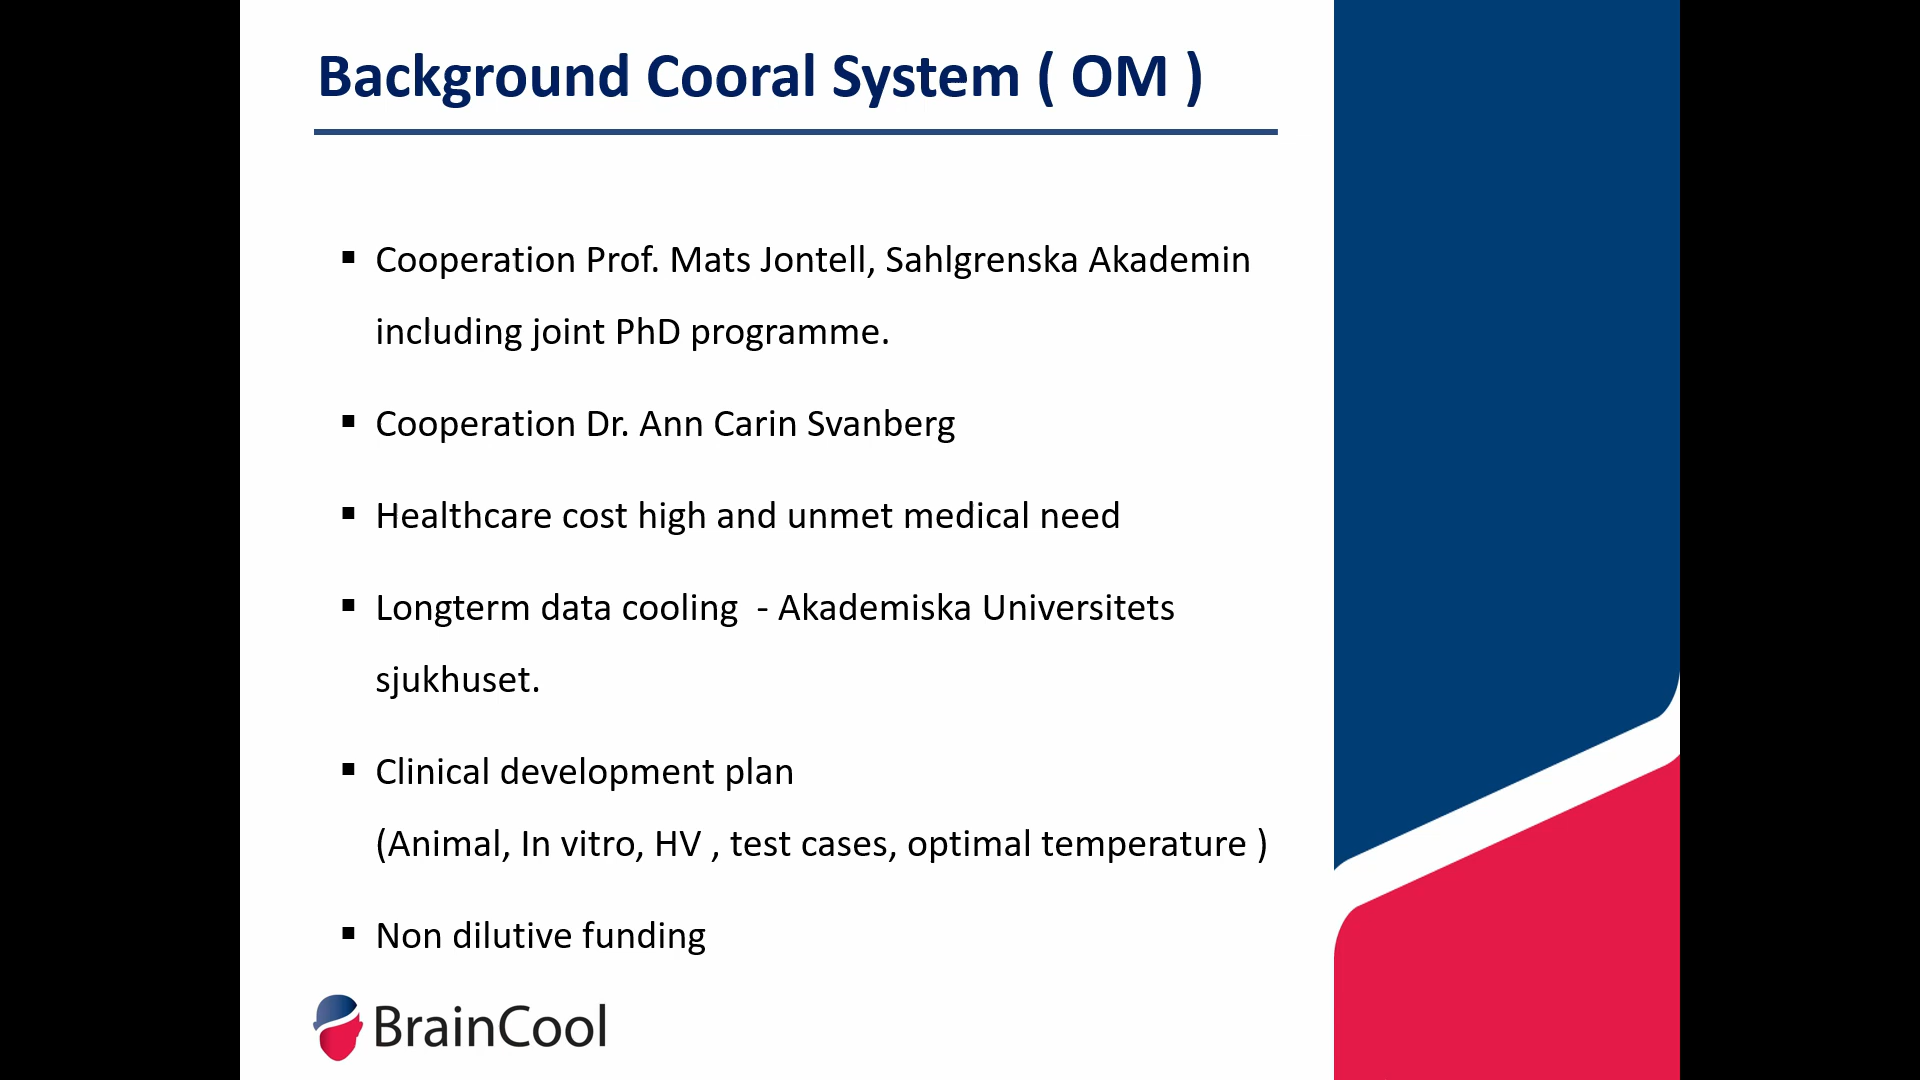 Background Cooral System ( OM )
▪ Cooperation Prof. Mats Jontell, Sahlgrenska Akademin
including joint PhD programme.
▪ Cooperation Dr. Ann Carin Svanberg
▪ Healthcare cost high and unmet medical need
▪ Longterm data cooling  - Akademiska Universitets
sjukhuset.
▪ Clinical development plan
(Animal, In vitro, HV , test cases, optimal temperature )
▪ Non dilutive funding
BrainCool